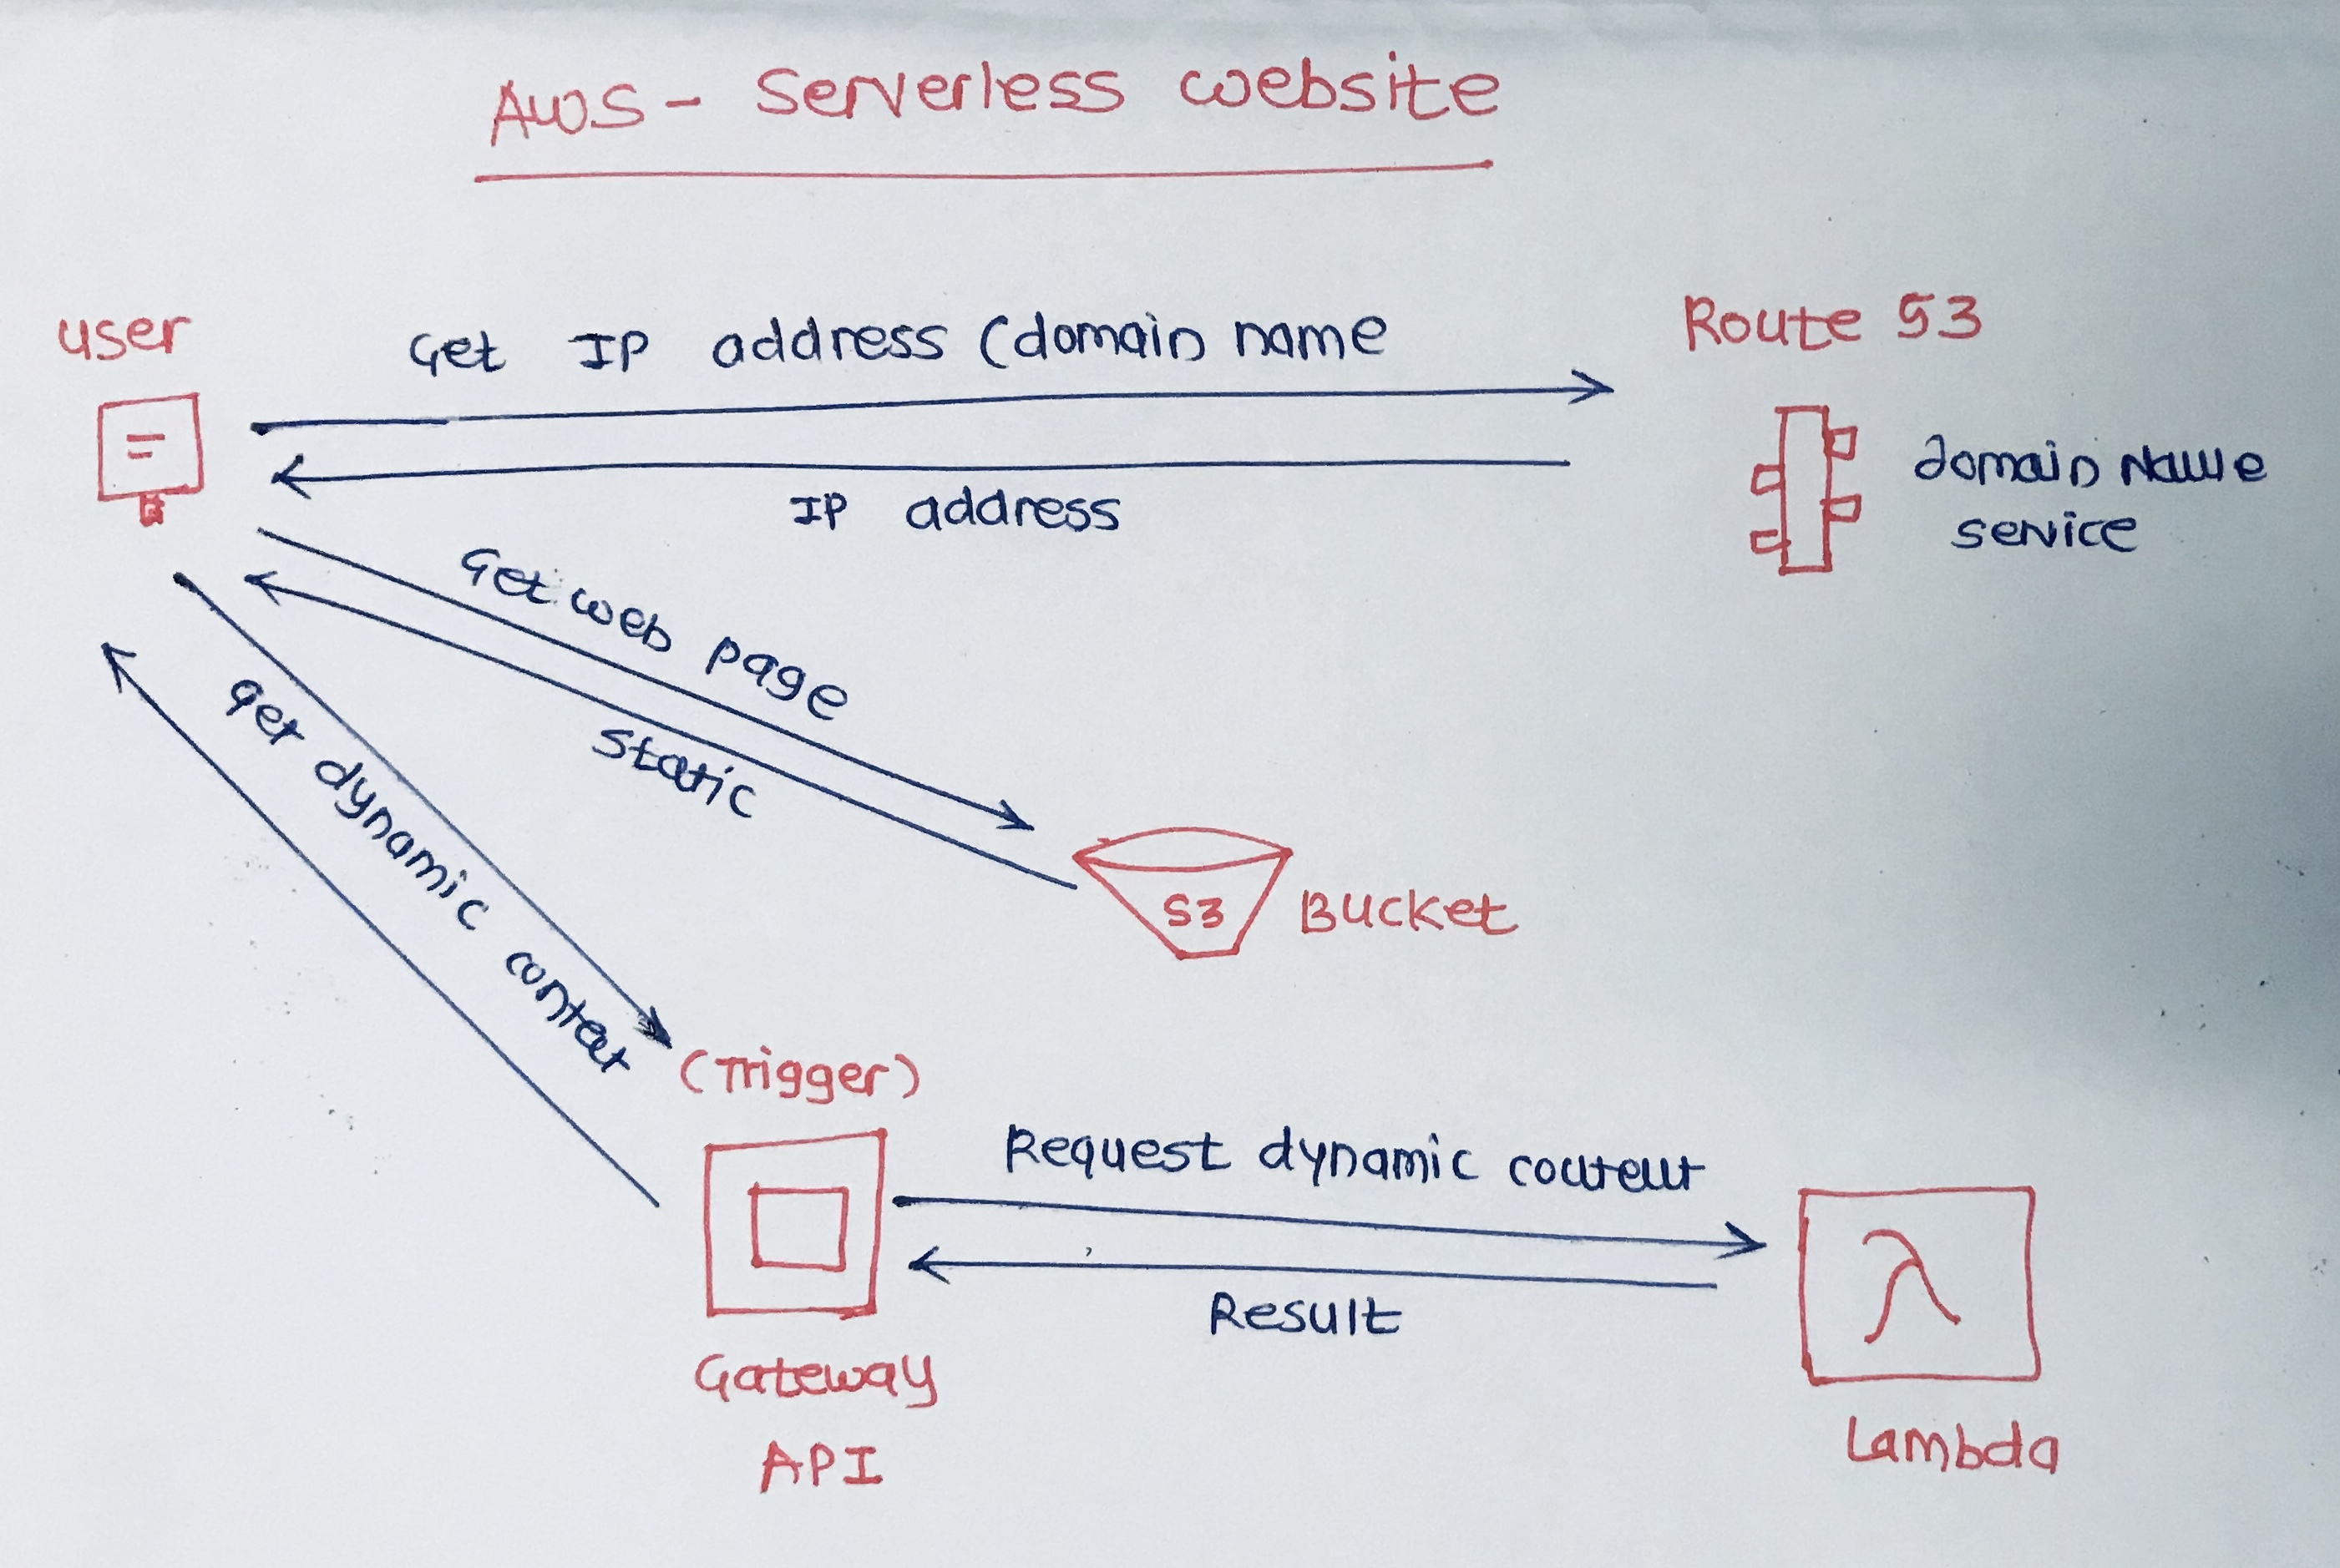 AWS - Serverless website
user
Get IP address (domain name
Route 53
IP address
domain Name
service
Get web page
Static
S3
Bucket
get dynamic content
(Trigger)
Request dynamic content
Result
Gateway
API
λ
Lambda